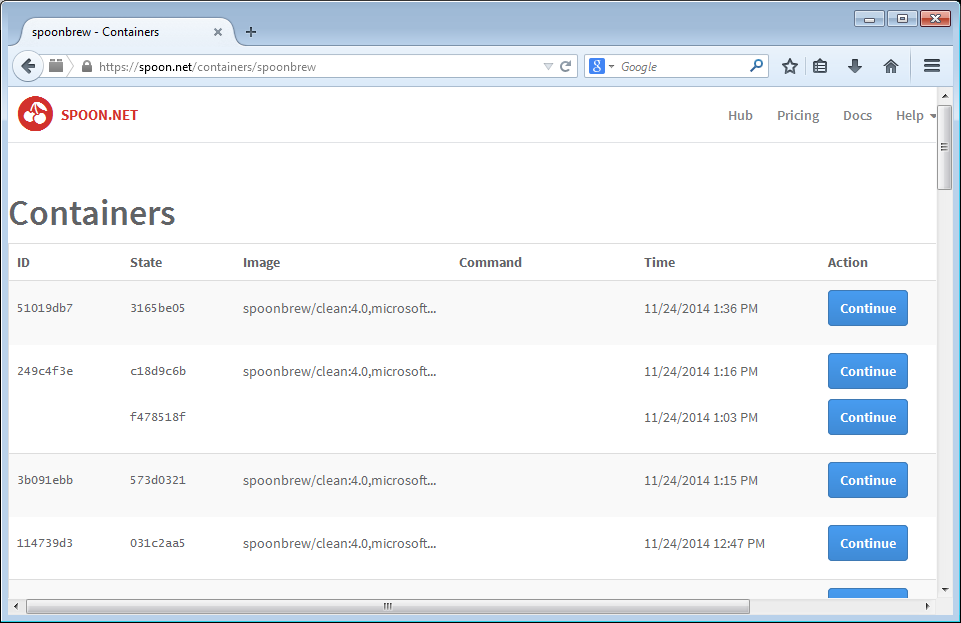 spoonbrew - Containers
https://spoon.net/containers/spoonbrew
8 Google
SPOON.NET
Hub Pricing Docs Help
Containers
ID State Image Command Time Action
51019db7 3165be05 spoonbrew/clean:4.0,microsoft... 11/24/2014 1:36 PM Continue
249c4f3e c18d9c6b spoonbrew/clean:4.0,microsoft... 11/24/2014 1:16 PM Continue
f478518f 11/24/2014 1:03 PM Continue
3b091ebb 573d0321 spoonbrew/clean:4.0,microsoft... 11/24/2014 1:15 PM Continue
114739d3 031c2aa5 spoonbrew/clean:4.0,microsoft... 11/24/2014 12:47 PM Continue